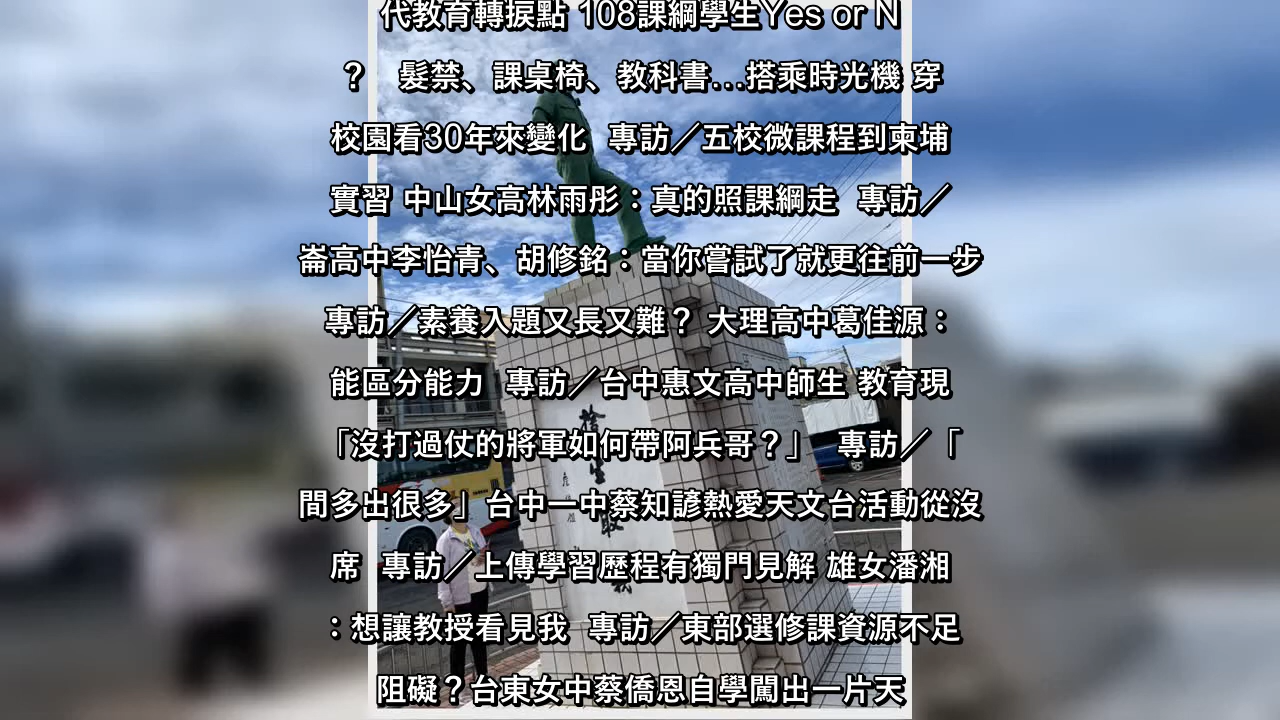 代教育轉捩點 108課綱學生Yes or N
？ 髮禁、課桌椅、教科書…搭乘時光機 穿
校園看30年來變化 專訪／五校微課程到柬埔
實習 中山女高林雨彤：真的照課綱走 專訪／
崙高中李怡青、胡修銘：當你嘗試了就更往前一步
專訪／素養入題又長又難？ 大理高中葛佳源：
能區分能力 專訪／台中惠文高中師生 教育現
「沒打過仗的將軍如何帶阿兵哥？」 專訪／「
間多出很多」台中一中蔡知諺熱愛天文台活動從沒
席 專訪／上傳學習歷程有獨門見解 雄女潘湘
：想讓教授看見我 專訪／東部選修課資源不足
阻礙？台東女中蔡僑恩自學闖出一片天
捨生取義